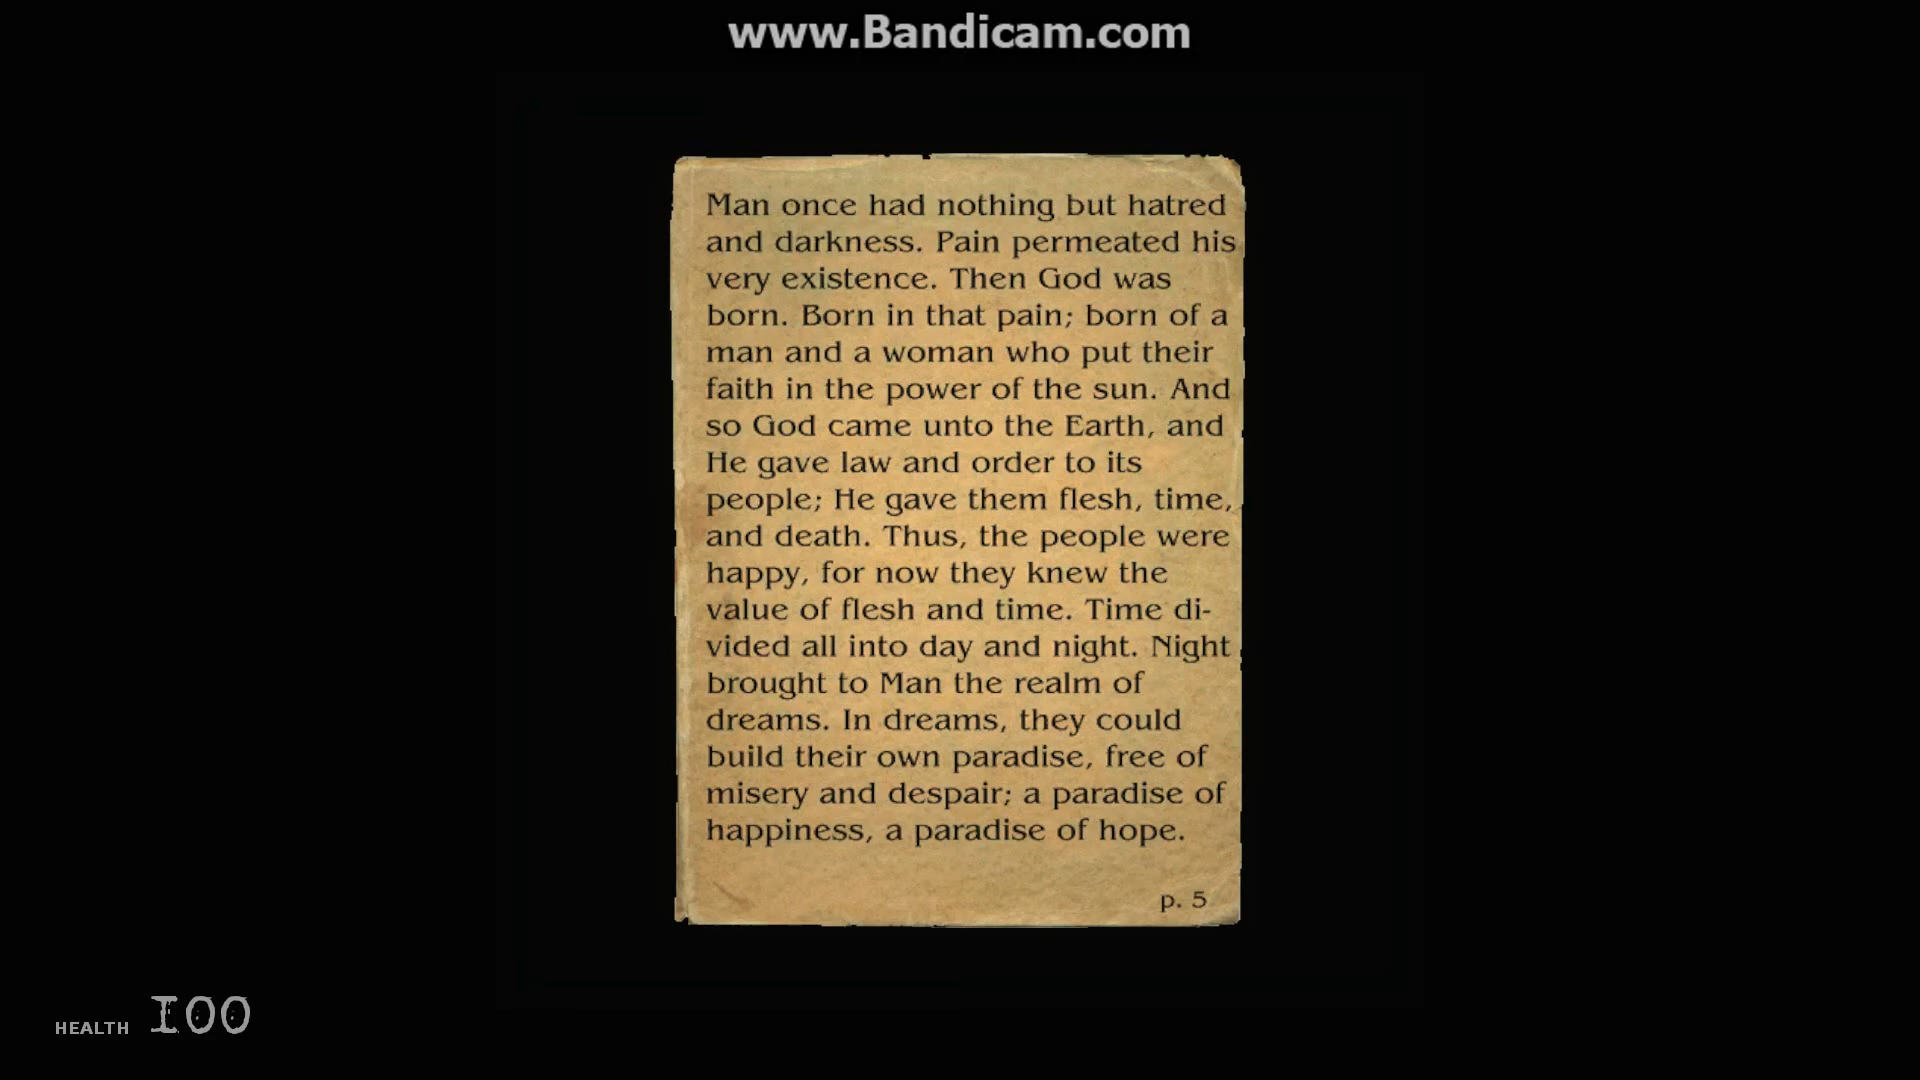 www.Bandicam.com
Man once had nothing but hatred
and darkness. Pain permeated his
very existence. Then God was
born. Born in that pain; born of a
man and a woman who put their
faith in the power of the sun. And
so God came unto the Earth, and
He gave law and order to its
people; He gave them flesh, time,
and death. Thus, the people were
happy, for now they knew the
value of flesh and time. Time di-
vided all into day and night. Night
brought to Man the realm of
dreams. In dreams, they could
build their own paradise, free of
misery and despair; a paradise of
happiness, a paradise of hope.
p. 5
HEALTH 100